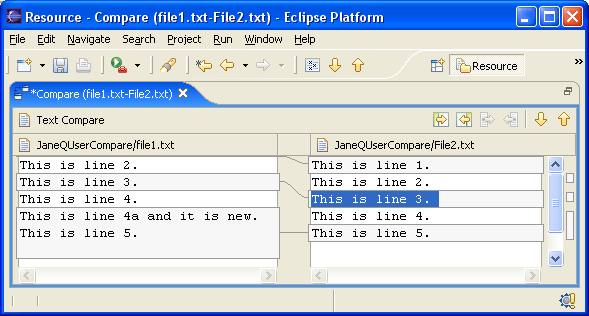 Resource - Compare (file1.txt-File2.txt) - Eclipse Platform
File Edit Navigate Search Project Run Window Help
Resource
*Compare (file1.txt-File2.txt)
Text Compare
JaneQUserCompare/file1.txt
This is line 2.
This is line 3.
This is line 4.
This is line 4a and it is new.
This is line 5.
JaneQUserCompare/File2.txt
This is line 1.
This is line 2.
This is line 3.
This is line 4.
This is line 5.